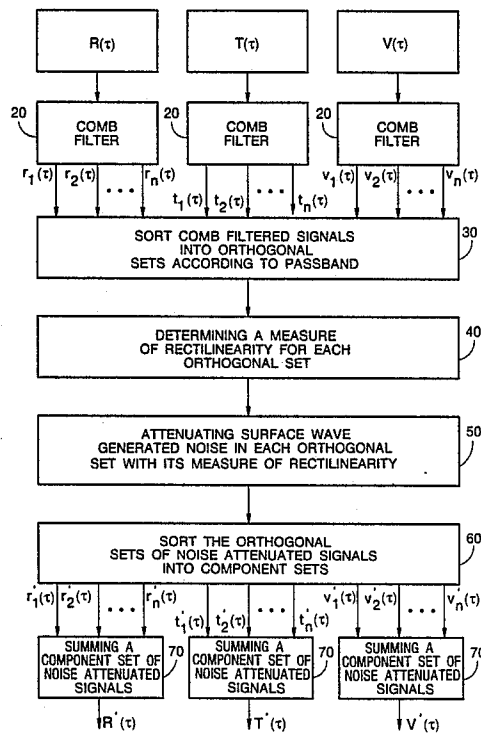 R(τ) T(τ) V(τ)
20 20 20
COMB FILTER COMB FILTER COMB FILTER
r1(τ) r2(τ) ••• rn(τ) t1(τ) t2(τ) ••• tn(τ) v1(τ) v2(τ) ••• vn(τ)
SORT COMB FILTERED SIGNALS
INTO ORTHOGONAL
SETS ACCORDING TO PASSBAND
30
DETERMINING A MEASURE
OF RECTILINEARITY FOR EACH
ORTHOGONAL SET
40
ATTENUATING SURFACE WAVE
GENERATED NOISE IN EACH ORTHOGONAL
SET WITH ITS MEASURE OF RECTILINEARITY
50
SORT THE ORTHOGONAL
SETS OF NOISE ATTENUATED SIGNALS
INTO COMPONENT SETS
60
r'1(τ) r'2(τ) ••• r'n(τ) t'1(τ) t'2(τ) ••• t'n(τ) v'1(τ) v'2(τ) ••• v'n(τ)
SUMMING A
COMPONENT SET OF
NOISE ATTENUATED
SIGNALS
70
SUMMING A
COMPONENT SET OF
NOISE ATTENUATED
SIGNALS
70
SUMMING A
COMPONENT SET OF
NOISE ATTENUATED
SIGNALS
70
R'(τ) T'(τ) V'(τ)